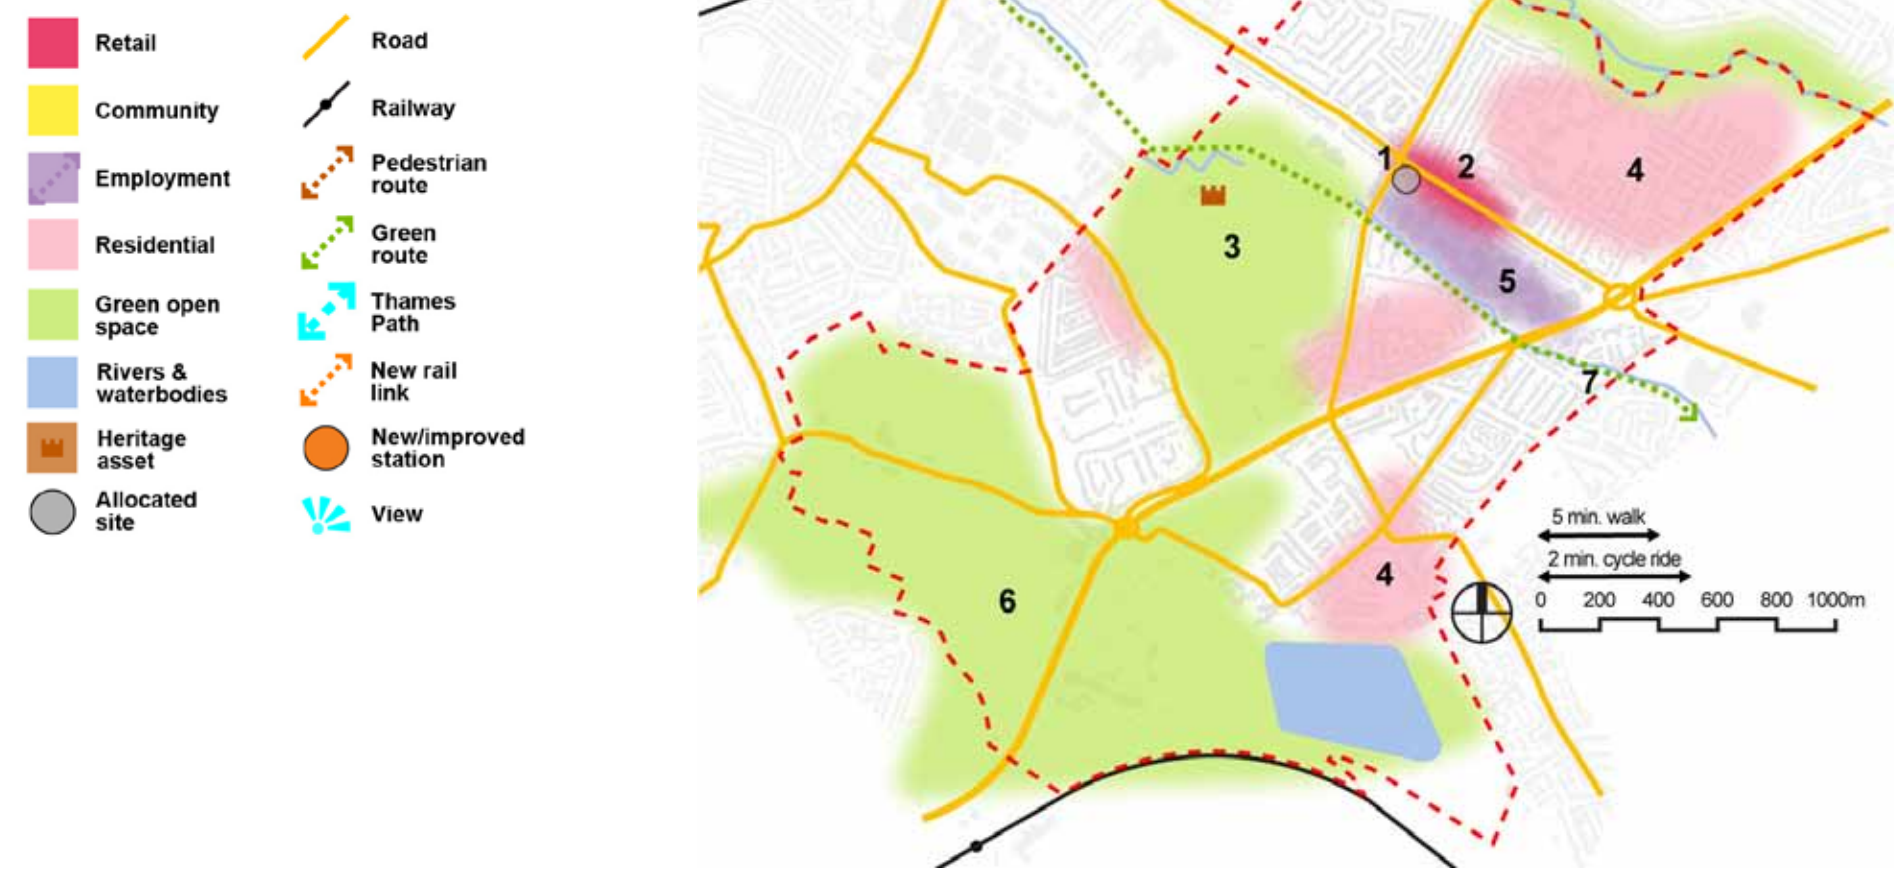 Retail
Community
Employment
Residential
Green open
space
Rivers &
waterbodies
Heritage
asset
Allocated
site
Road
Railway
Pedestrian
route
Green
route
Thames
Path
New rail
link
New/improved
station
View
1
2
4
3
5
7
6
4
5 min. walk
2 min. cycle ride
0 200 400 600 800 1000m